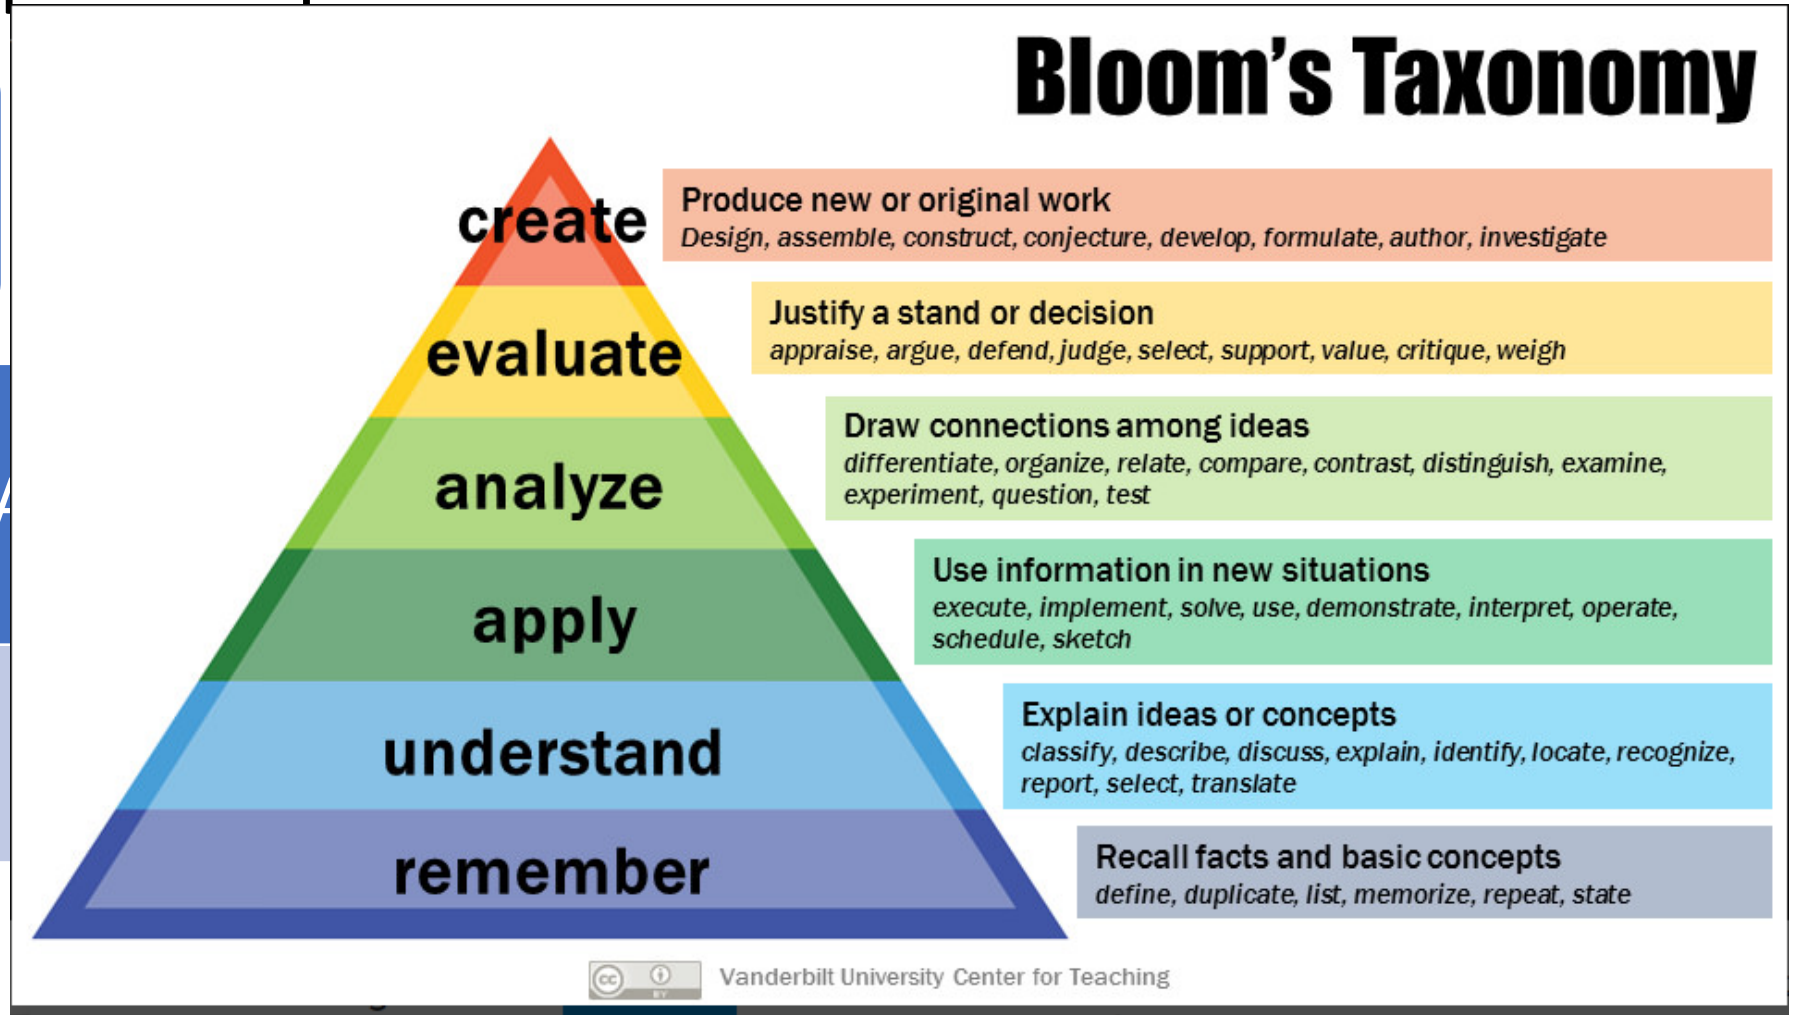 Bloom's Taxonomy
create
Produce new or original work
Design, assemble, construct, conjecture, develop, formulate, author, investigate
evaluate
Justify a stand or decision
appraise, argue, defend, judge, select, support, value, critique, weigh
analyze
Draw connections among ideas
differentiate, organize, relate, compare, contrast, distinguish, examine,
experiment, question, test
apply
Use information in new situations
execute, implement, solve, use, demonstrate, interpret, operate,
schedule, sketch
understand
Explain ideas or concepts
classify, describe, discuss, explain, identify, locate, recognize,
report, select, translate
remember
Recall facts and basic concepts
define, duplicate, list, memorize, repeat, state
cc BY
Vanderbilt University Center for Teaching